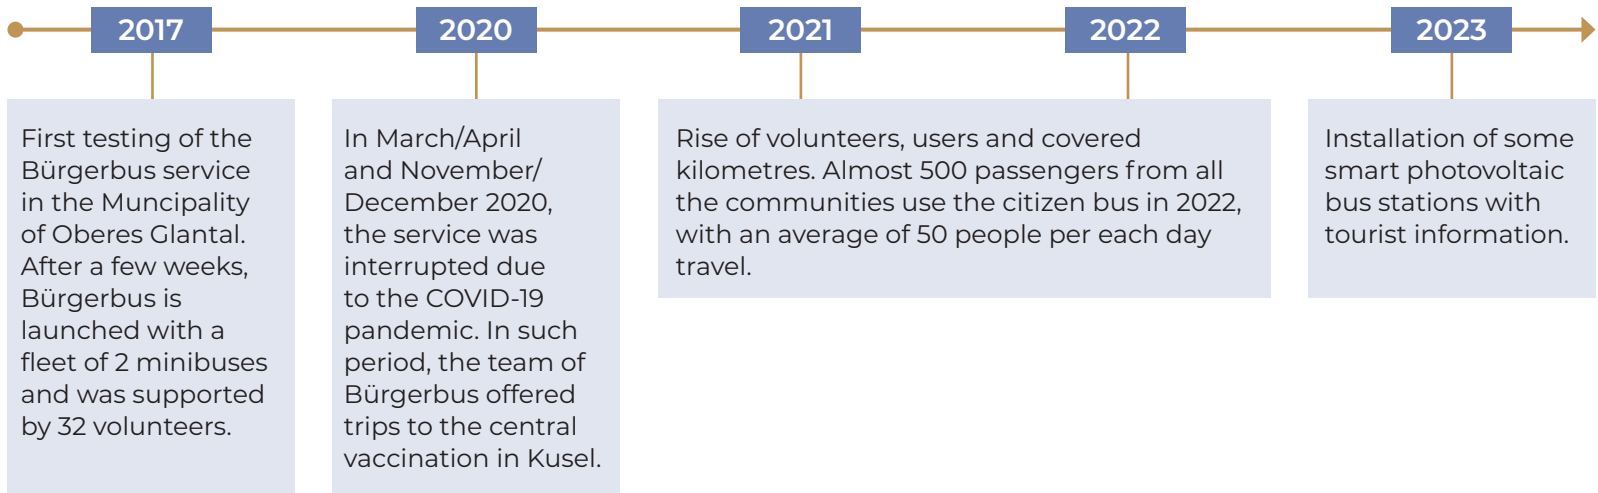 2017
First testing of the
Bürgerbus service
in the Muncipality
of Oberes Glantal.
After a few weeks,
Bürgerbus is
launched with a
fleet of 2 minibuses
and was supported
by 32 volunteers.
2020
In March/April
and November/
December 2020,
the service was
interrupted due
to the COVID-19
pandemic. In such
period, the team of
Bürgerbus offered
trips to the central
vaccination in Kusel.
2021
2022
Rise of volunteers, users and covered
kilometres. Almost 500 passengers from all
the communities use the citizen bus in 2022,
with an average of 50 people per each day
travel.
2023
Installation of some
smart photovoltaic
bus stations with
tourist information.